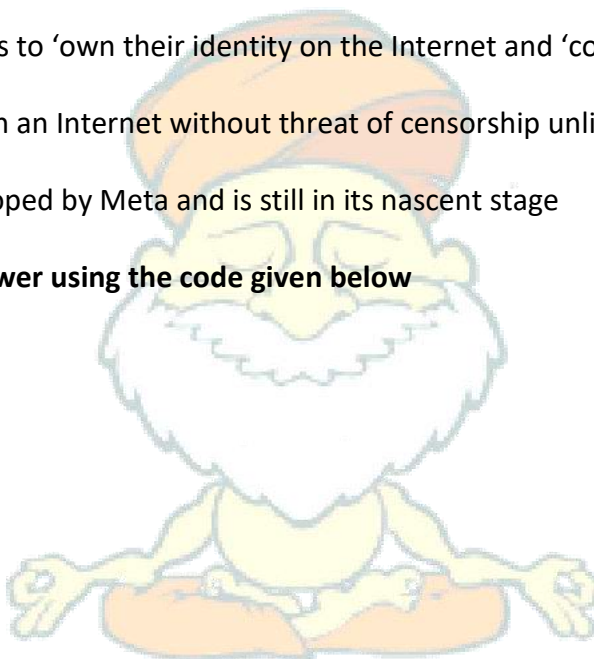 s to ‘own their identity on the Internet and ‘co
n an Internet without threat of censorship unli
ped by Meta and is still in its nascent stage
wer using the code given below